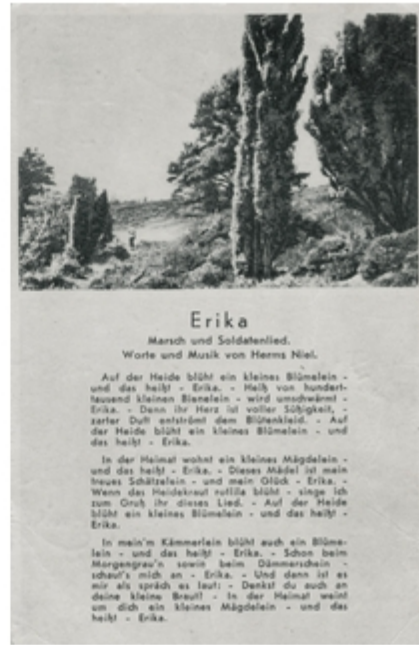 Erika
Marsch und Soldatenlied.
Worte und Musik von Herms Niel.
Auf der Heide blüht ein kleines Blümelein -
und das heißt - Erika. - Heiß von hundert-
tausend kleinen Bienelein - wird umschwärmt -
Erika. - Denn ihr Herz ist voller Süßigkeit, -
zarter Duft entströmt dem Blütenkleid. - Auf
der Heide blüht ein kleines Blümelein - und
das heißt - Erika.
In der Heimat wohnt ein kleines Mägdelein -
und das heißt - Erika. - Dieses Mädel ist mein
treues Schätzelein - und mein Glück - Erika. -
Wenn das Heidekraut rotlila blüht - singe ich
zum Gruß ihr dieses Lied. - Auf der Heide
blüht ein kleines Blümelein - und das heißt -
Erika.
In mein'm Kämmerlein blüht auch ein Blüme-
lein - und das heißt - Erika. - Schon beim
Morgengrau'n sowie beim Dämmerschein -
schaut's mich an - Erika. - Und dann ist es
mir als spräch es laut: - Denkst du auch an
deine kleine Braut! - In der Heimat weint
um dich ein kleines Mägdelein - und das
heißt - Erika.